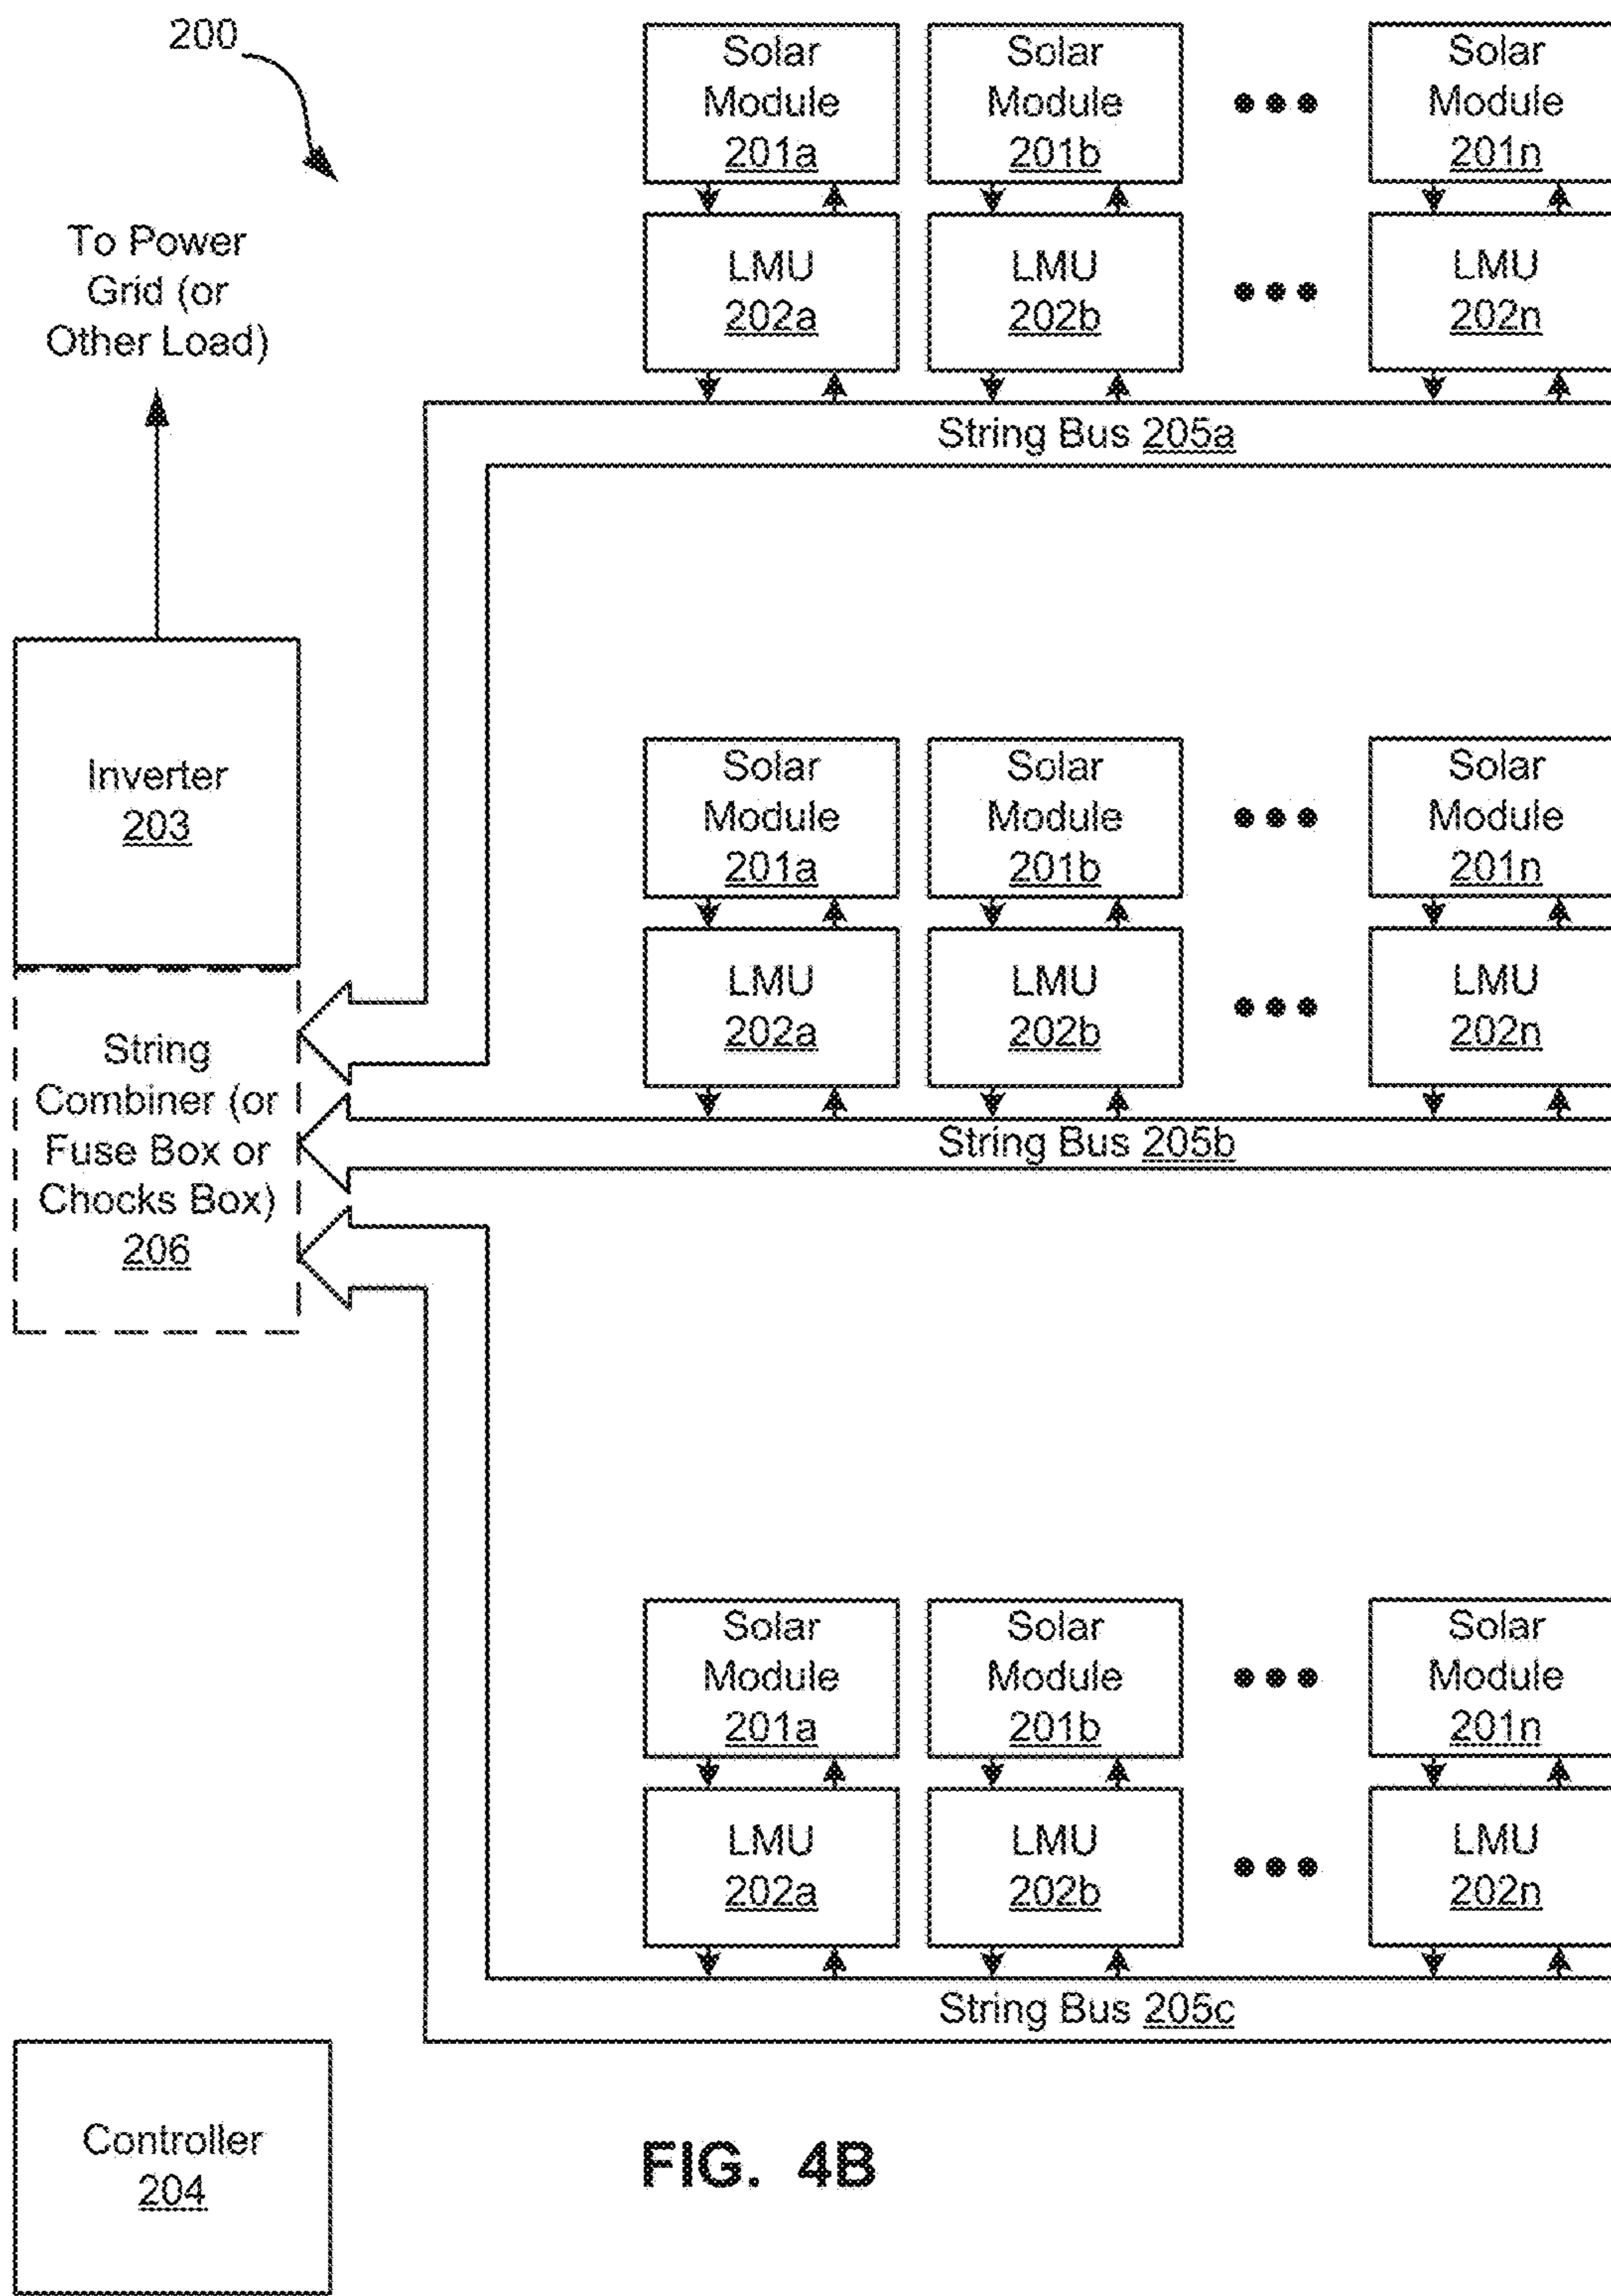 200
To Power
Grid (or
Other Load)
Solar
Module
201a
Solar
Module
201b
Solar
Module
201n
LMU
202a
LMU
202b
LMU
202n
String Bus 205a
Inverter
203
String
Combiner (or
Fuse Box or
Chocks Box)
206
Solar
Module
201a
Solar
Module
201b
Solar
Module
201n
LMU
202a
LMU
202b
LMU
202n
String Bus 205b
Solar
Module
201a
Solar
Module
201b
Solar
Module
201n
LMU
202a
LMU
202b
LMU
202n
String Bus 205c
Controller
204
FIG. 4B